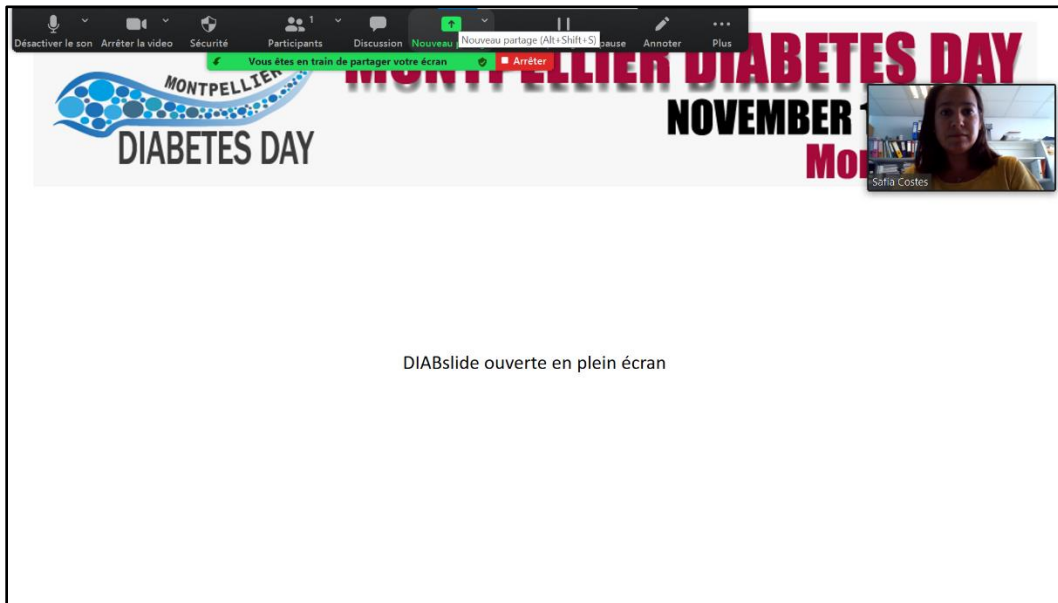 1
Désactiver le son Arrêter la video Sécurité Participants Discussion Nouveau pause Annoter Plus
Nouveau partage (Alt+Shift+S)
Vous êtes en train de partager votre écran Arrêter
MONTPELLIER DIABETES DAY
NOVEMBER
MONTPELLIER
DIABETES DAY
Safia Costes
DIABslide ouverte en plein écran